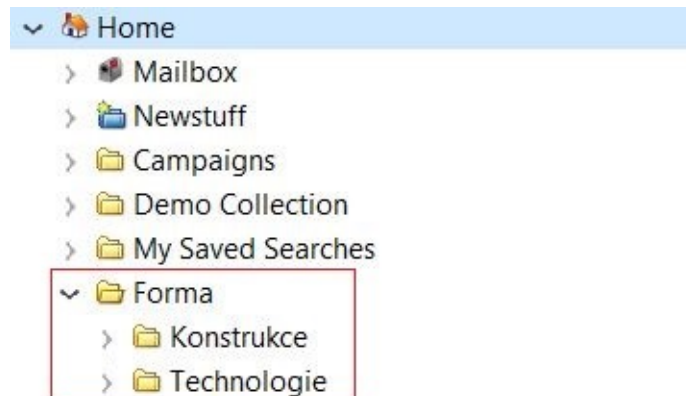 Home
Mailbox
Newstuff
Campaigns
Demo Collection
My Saved Searches
Forma
Konstrukce
Technologie